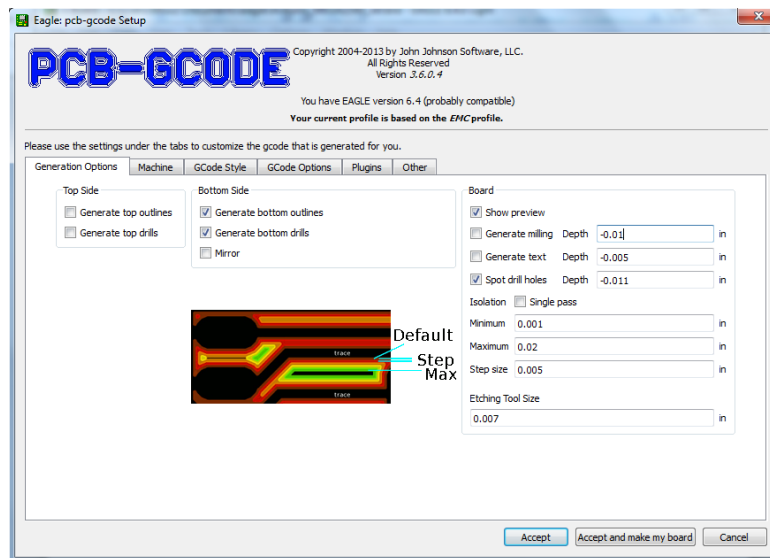 Eagle: pcb-gcode Setup
PCB-GCODE
Copyright 2004-2013 by John Johnson Software, LLC.
All Rights Reserved
Version 3.6.0.4
You have EAGLE version 6.4 (probably compatible)
Your current profile is based on the EMC profile.
Please use the settings under the tabs to customize the gcode that is generated for you.
Generation Options Machine GCode Style GCode Options Plugins Other
Top Side
Generate top outlines
Generate top drills
Bottom Side
Generate bottom outlines
Generate bottom drills
Mirror
trace
trace
Default
Step
Max
Board
Show preview
Generate milling Depth -0.01 in
Generate text Depth -0.005 in
Spot drill holes Depth -0.011 in
Isolation Single pass
Minimum 0.001 in
Maximum 0.02 in
Step size 0.005 in
Etching Tool Size
0.007 in
Accept Accept and make my board Cancel